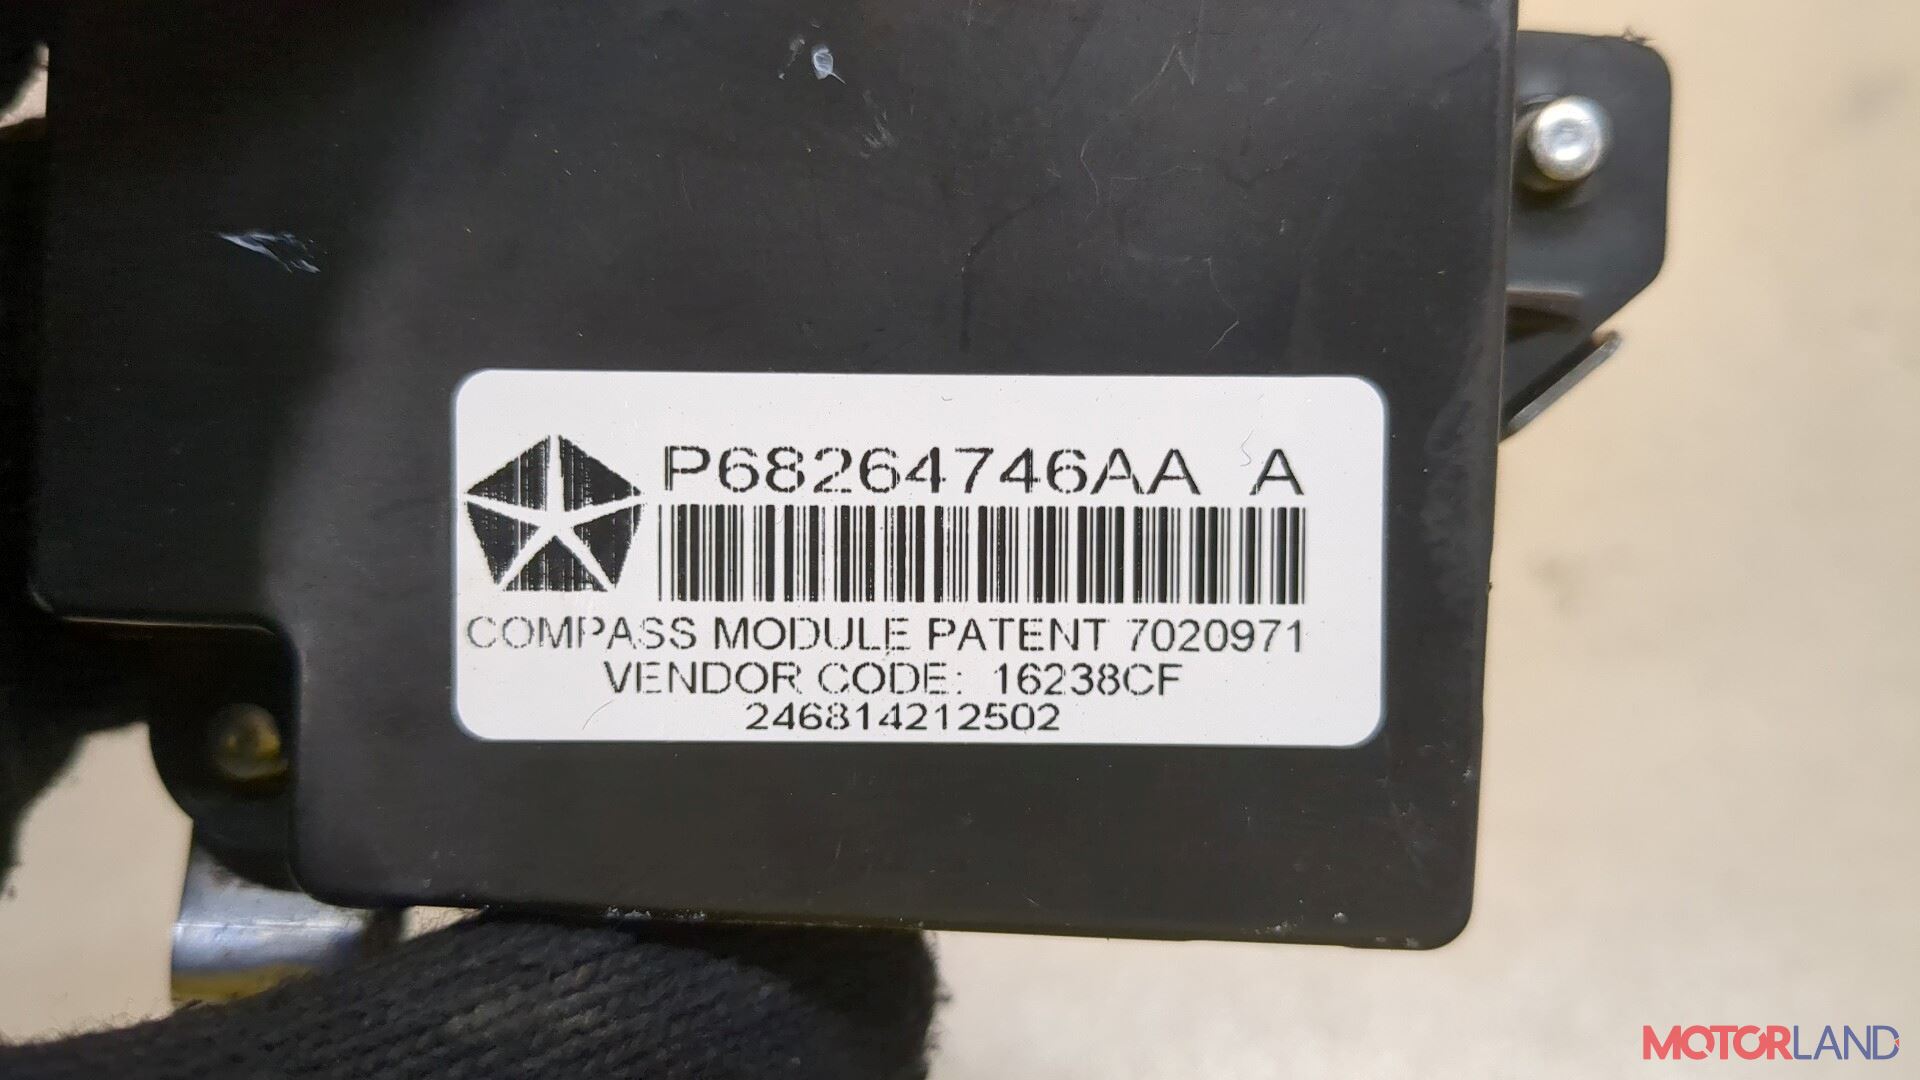 P68264746AA A
COMPASS MODULE PATENT 7020971
VENDOR CODE: 16238CF
246814212502
MOTORLAND